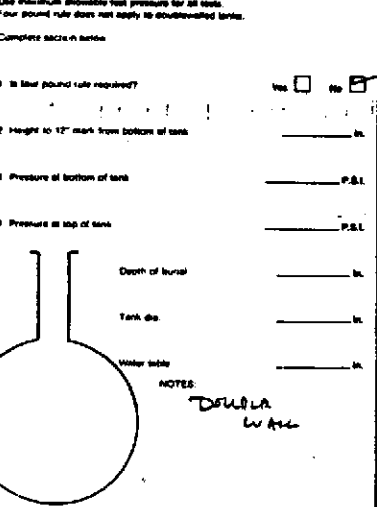 Use maximum allowable test pressure for all tests.
Four pound rule does not apply to doublewalled tanks.
Complete section below
Is four pound rule required? Yes No
2 Height to 12" mark from bottom of tank in.
Pressure at bottom of tank P.S.I.
Pressure at top of tank P.S.I.
Depth of burial in.
Tank dia. in.
Water table in.
NOTES:
DOUBLE
WALL